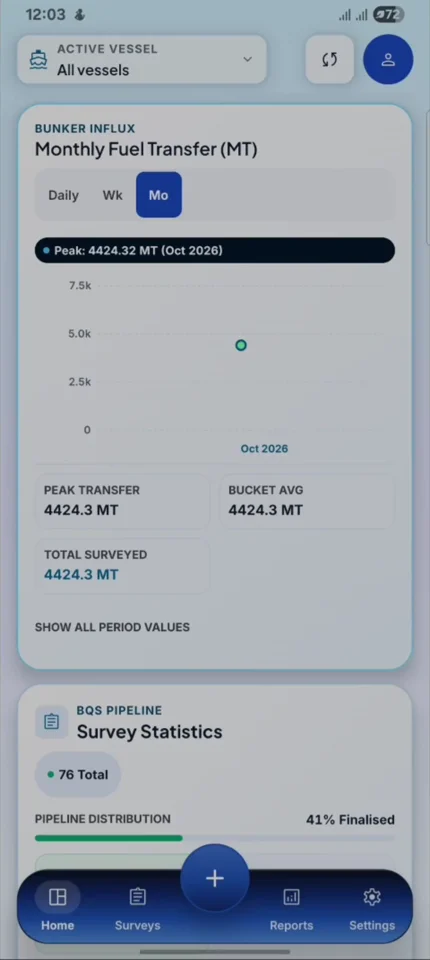 12:03
72
ACTIVE VESSEL
All vessels
BUNKER INFLUX
Monthly Fuel Transfer (MT)
Daily Wk Mo
Peak: 4424.32 MT (Oct 2026)
7.5k
5.0k
2.5k
0
Oct 2026
PEAK TRANSFER
4424.3 MT
BUCKET AVG
4424.3 MT
TOTAL SURVEYED
4424.3 MT
SHOW ALL PERIOD VALUES
BQS PIPELINE
Survey Statistics
76 Total
PIPELINE DISTRIBUTION 41% Finalised
Home Surveys Reports Settings